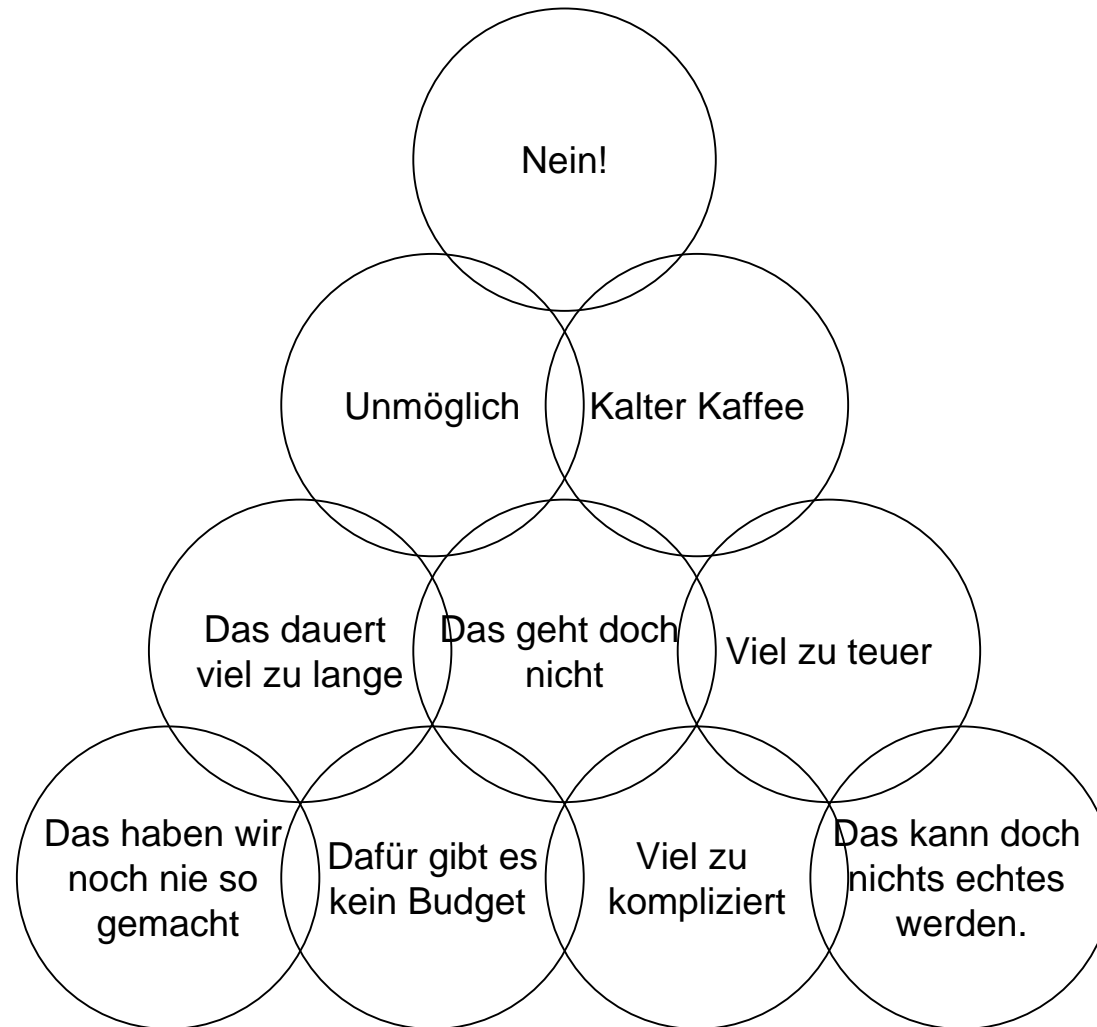 Nein!
Unmöglich
Kalter Kaffee
Das dauert
viel zu lange
Das geht doch
nicht
Viel zu teuer
Das haben wir
noch nie so
gemacht
Dafür gibt es
kein Budget
Viel zu
kompliziert
Das kann doch
nichts echtes
werden.